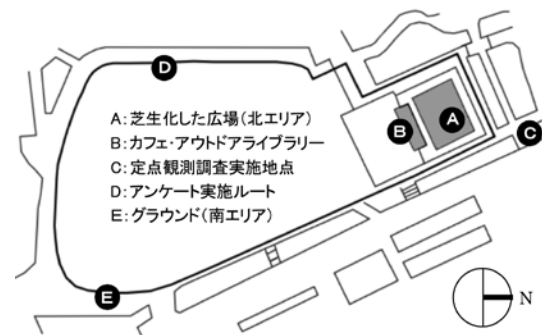 D
A:芝生化した広場(北エリア)
B:カフェ・アウトドアライブラリー
C:定点観測調査実施地点
D:アンケート実施ルート
E:グラウンド(南エリア)
B
A
C
E
N